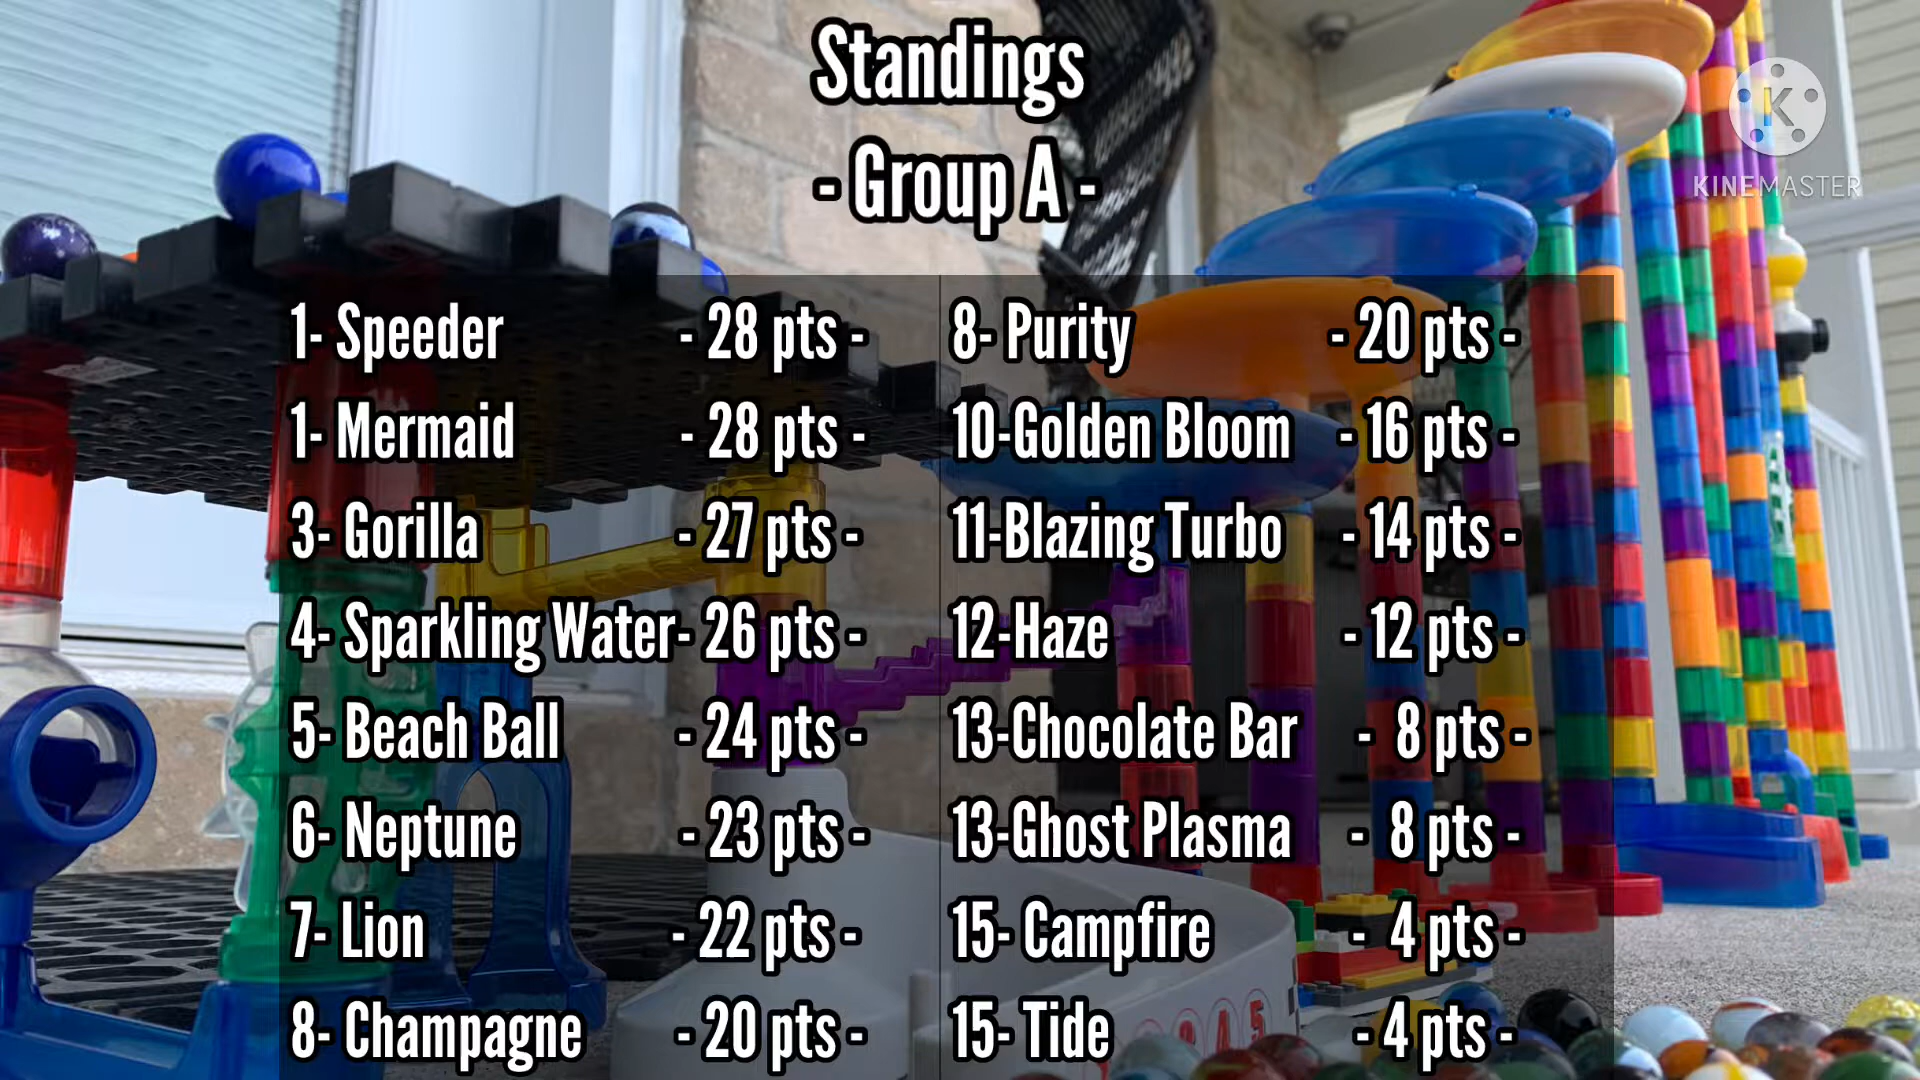 Standings
- Group A -
KINEMASTER
1- Speeder - 28 pts -
1- Mermaid - 28 pts -
3- Gorilla - 27 pts -
4- Sparkling Water- 26 pts -
5- Beach Ball - 24 pts -
6- Neptune - 23 pts -
7- Lion - 22 pts -
8- Champagne - 20 pts -
8- Purity - 20 pts -
10-Golden Bloom - 16 pts -
11-Blazing Turbo - 14 pts -
12-Haze - 12 pts -
13-Chocolate Bar - 8 pts -
13-Ghost Plasma - 8 pts -
15- Campfire - 4 pts -
15- Tide - 4 pts -